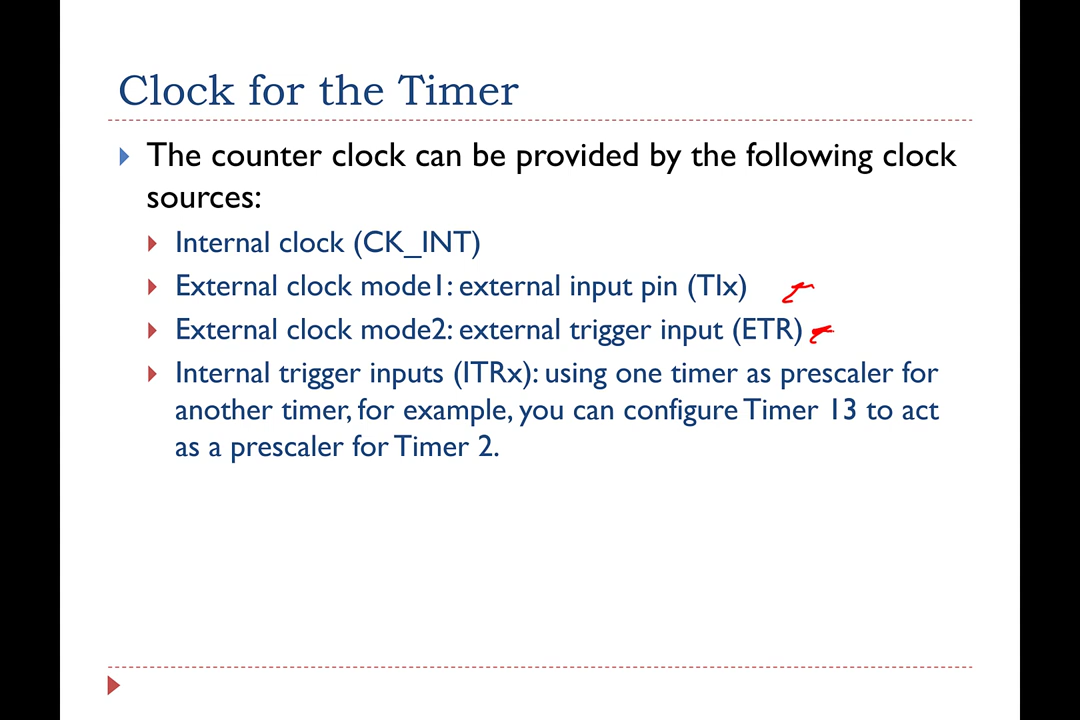 Clock for the Timer
The counter clock can be provided by the following clock
sources:
Internal clock (CK_INT)
External clock mode1: external input pin (TIx)
External clock mode2: external trigger input (ETR)
Internal trigger inputs (ITRx): using one timer as prescaler for
another timer, for example, you can configure Timer 13 to act
as a prescaler for Timer 2.